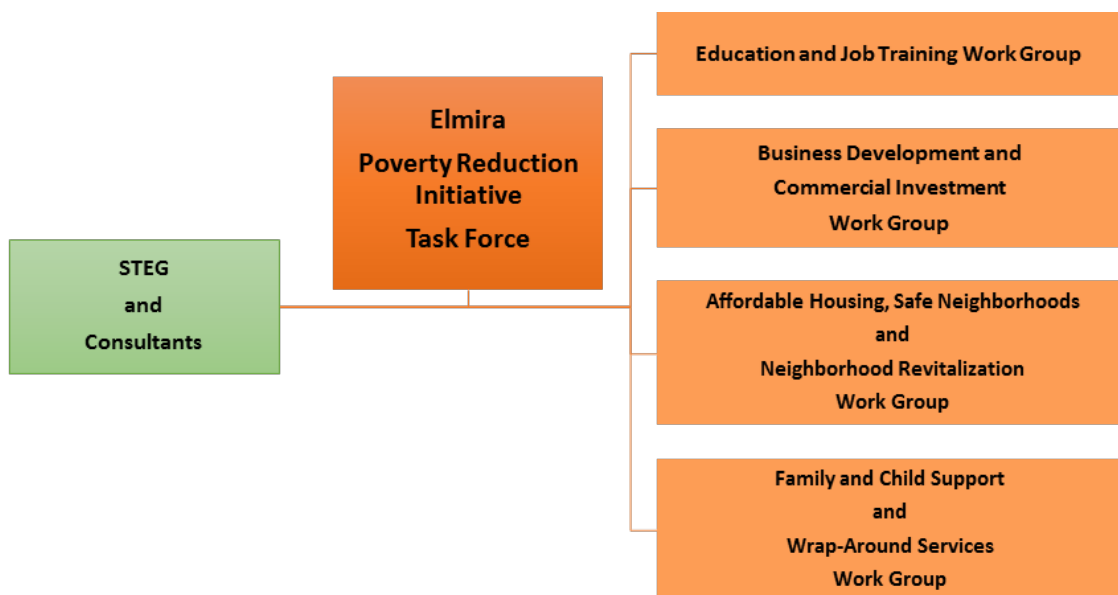 Elmira
Poverty Reduction
Initiative
Task Force
STEG
and
Consultants
Education and Job Training Work Group
Business Development and
Commercial Investment
Work Group
Affordable Housing, Safe Neighborhoods
and
Neighborhood Revitalization
Work Group
Family and Child Support
and
Wrap-Around Services
Work Group